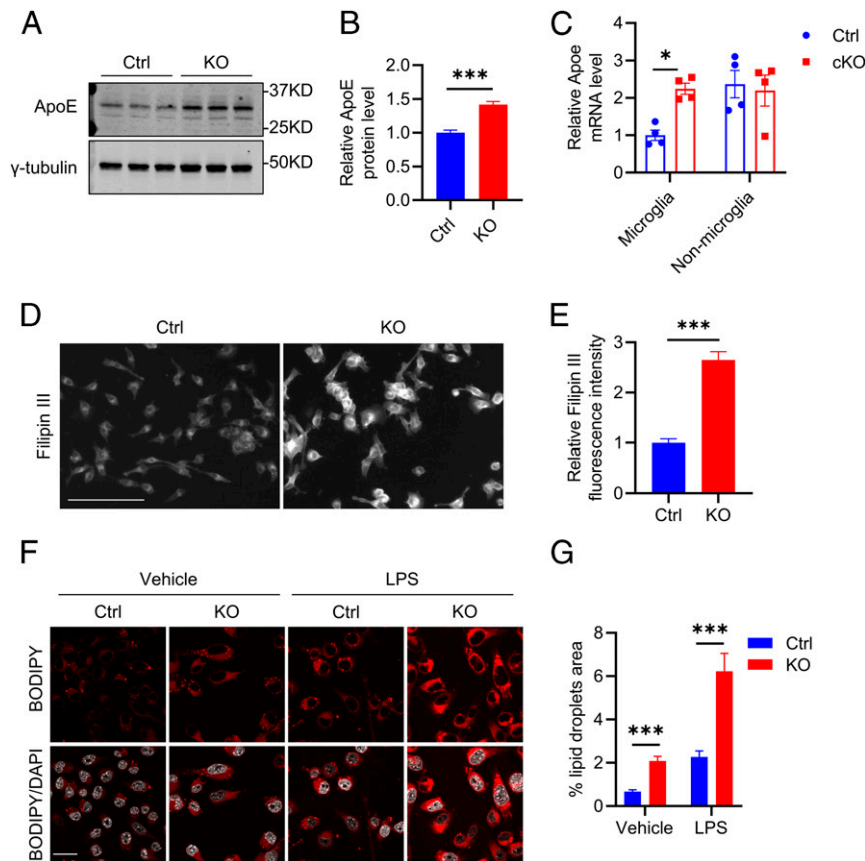 A
Ctrl KO
ApoE
γ-tubulin
-37KD
-25KD
-50KD
B
***
Relative ApoE
protein level
2.0
1.5
1.0
0.5
0.0
Ctrl KO
C
Ctrl
cKO
*
Relative Apoe
mRNA level
4
3
2
1
0
Microglia
Non-microglia
D
Ctrl KO
Filipin III
E
***
Relative Filipin III
fluorescence intensity
3
2
1
0
Ctrl KO
F
Vehicle LPS
Ctrl KO Ctrl KO
BODIPY
BODIPY/DAPI
G
Ctrl
KO
***
***
% lipid droplets area
8
6
4
2
0
Vehicle LPS